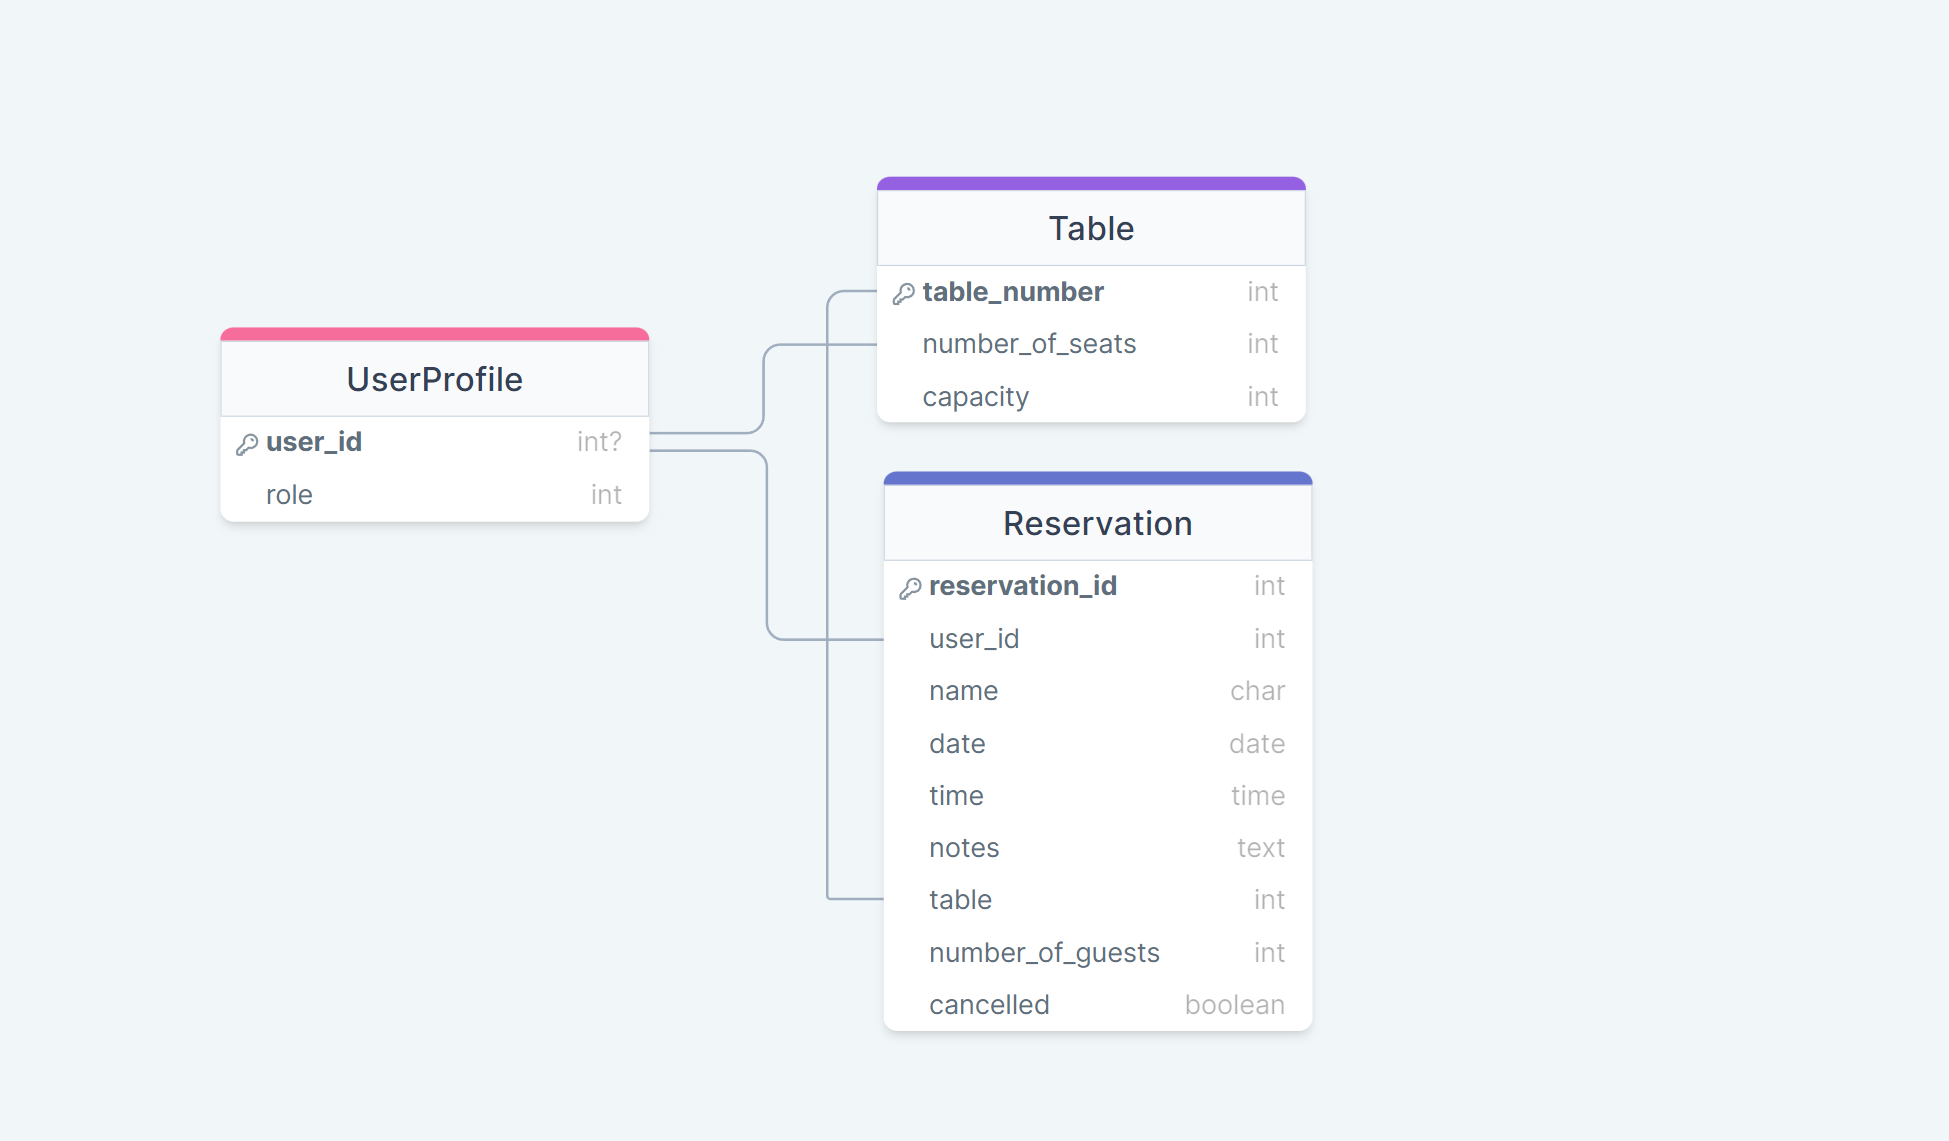 UserProfile
user_id int?
role int
Table
table_number int
number_of_seats int
capacity int
Reservation
reservation_id int
user_id int
name char
date date
time time
notes text
table int
number_of_guests int
cancelled boolean